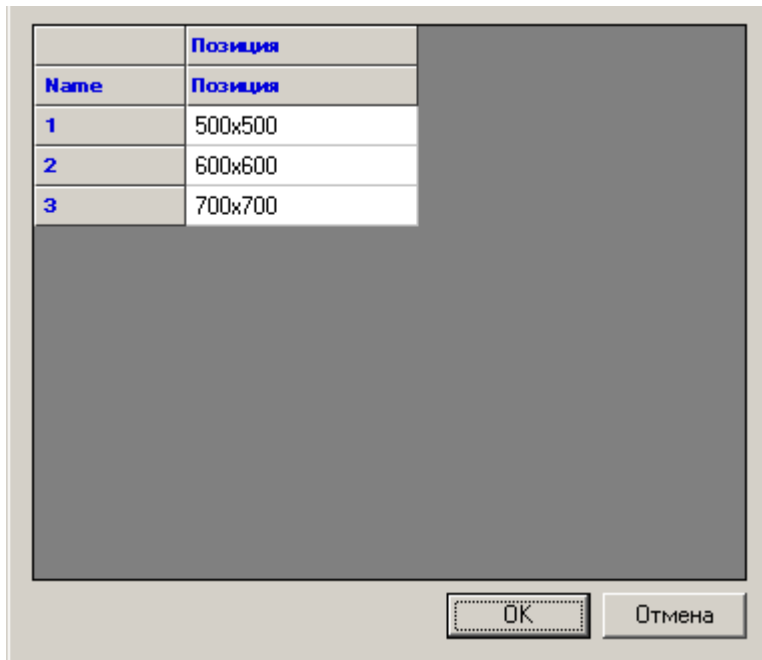 Позиция
Name Позиция
1 500x500
2 600x600
3 700x700
OK Отмена